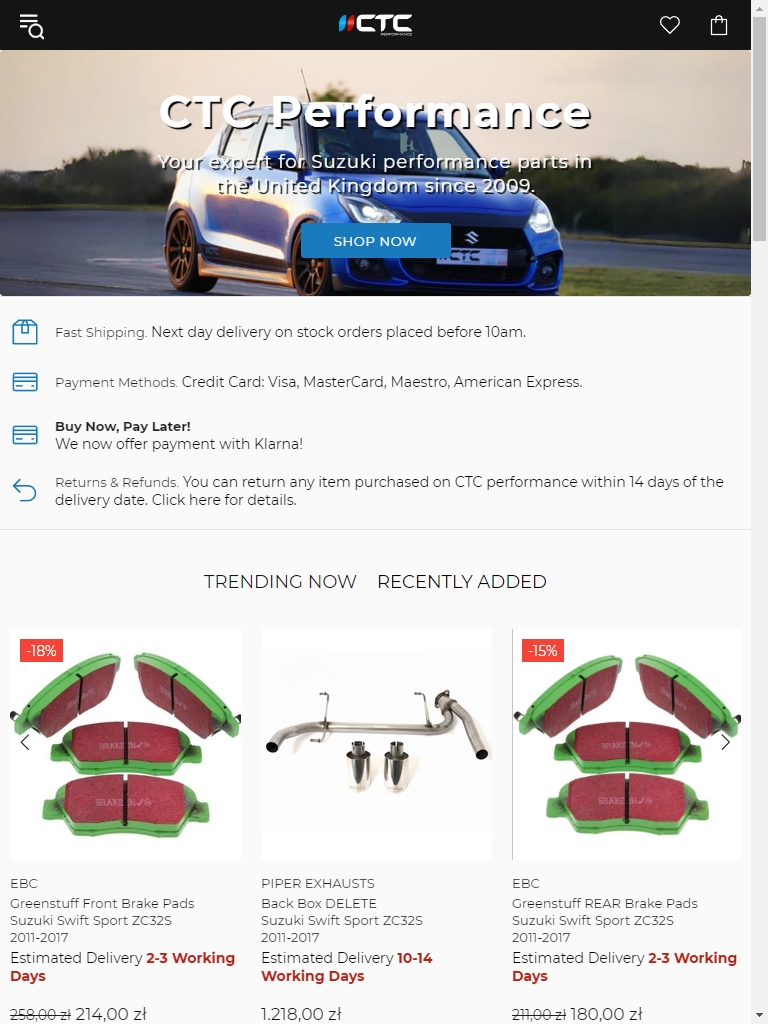 CTC
PERFORMANCE
CTC Performance
Your expert for Suzuki performance parts in
the United Kingdom since 2009.
SHOP NOW
CTC
Fast Shipping. Next day delivery on stock orders placed before 10am.
Payment Methods. Credit Card: Visa, MasterCard, Maestro, American Express.
Buy Now, Pay Later!
We now offer payment with Klarna!
Returns & Refunds. You can return any item purchased on CTC performance within 14 days of the
delivery date. Click here for details.
TRENDING NOW RECENTLY ADDED
-18%
-15%
EBC
Greenstuff Front Brake Pads
Suzuki Swift Sport ZC32S
2011-2017
Estimated Delivery 2-3 Working
Days
258,00 zł 214,00 zł
PIPER EXHAUSTS
Back Box DELETE
Suzuki Swift Sport ZC32S
2011-2017
Estimated Delivery 10-14
Working Days
1.218,00 zł
EBC
Greenstuff REAR Brake Pads
Suzuki Swift Sport ZC32S
2011-2017
Estimated Delivery 2-3 Working
Days
211,00 zł 180,00 zł